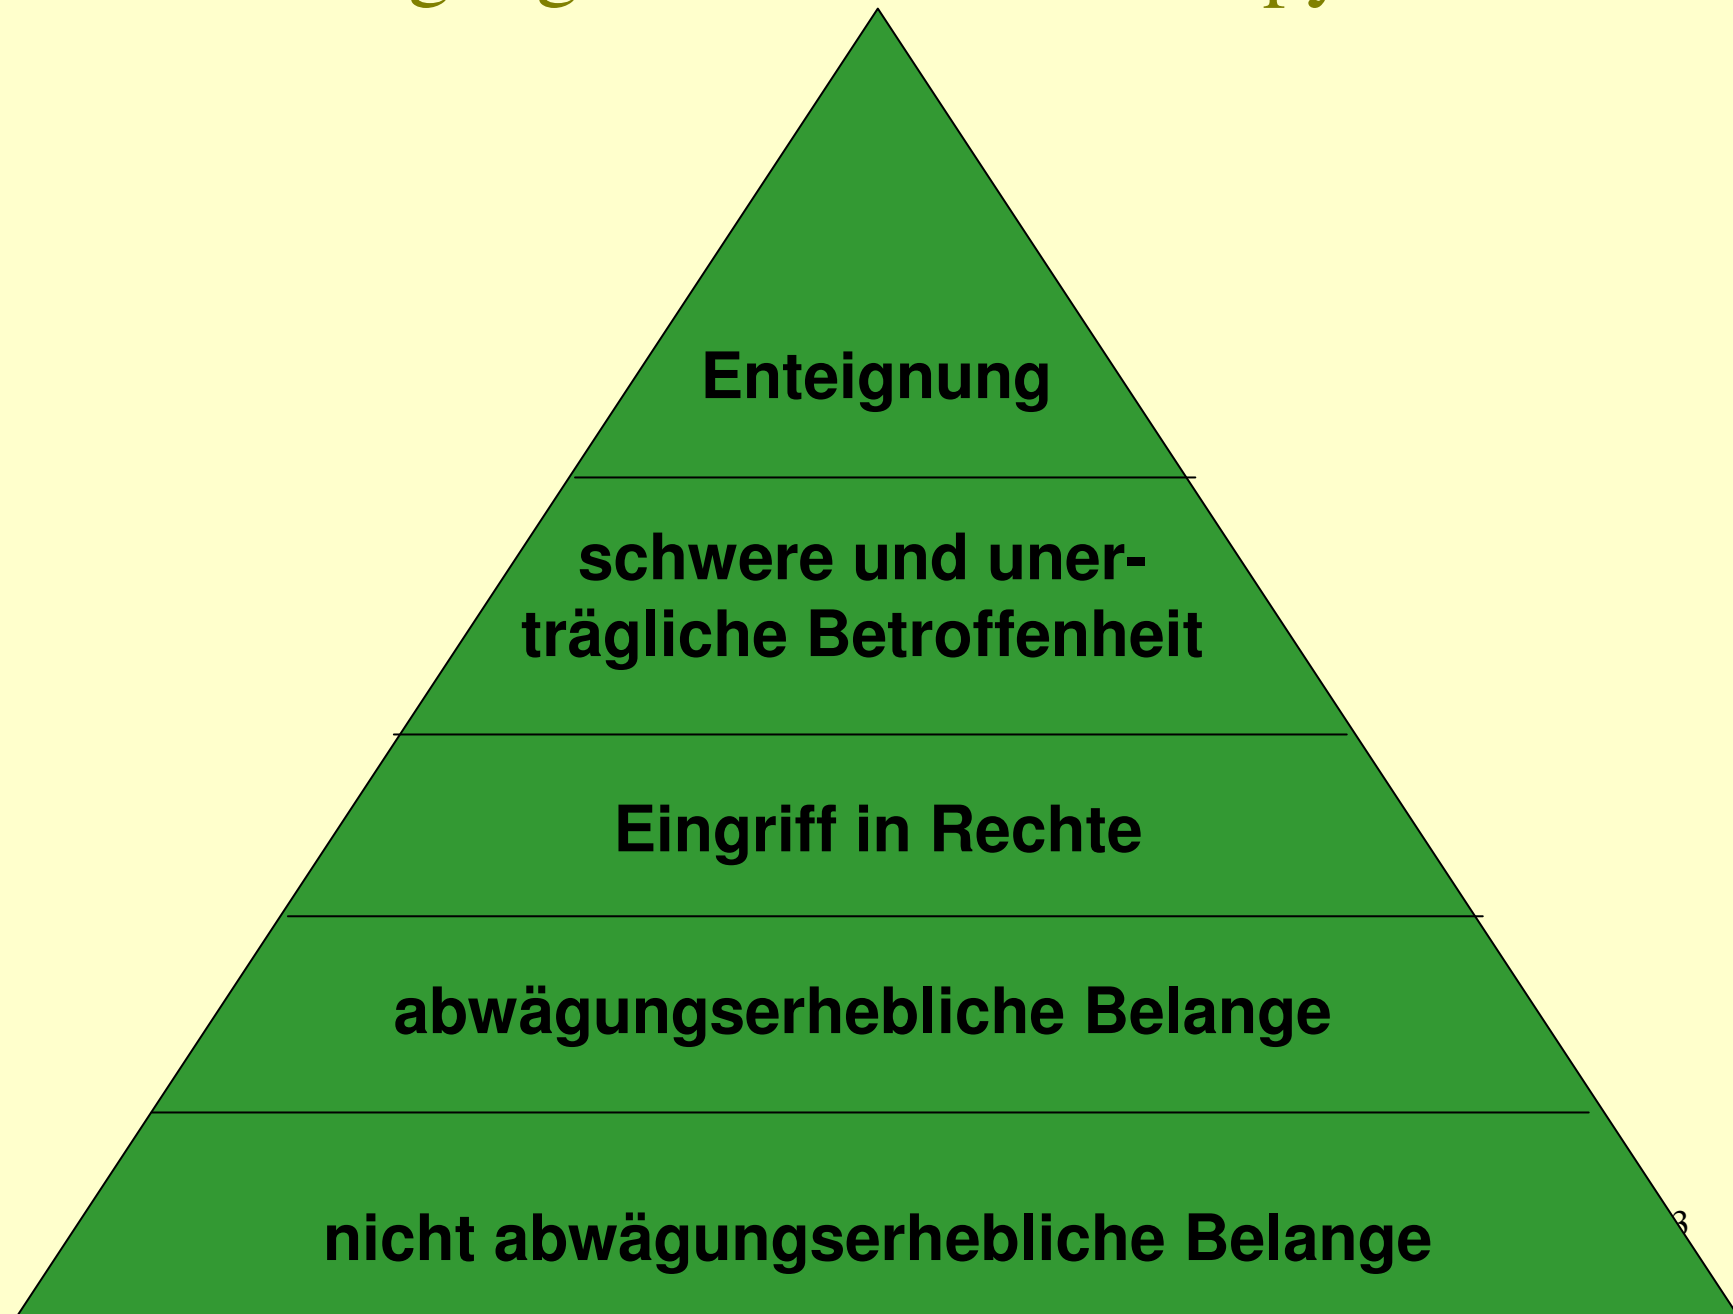 Enteignung
schwere und uner-
trägliche Betroffenheit
Eingriff in Rechte
abwägungserhebliche Belange
nicht abwägungserhebliche Belange